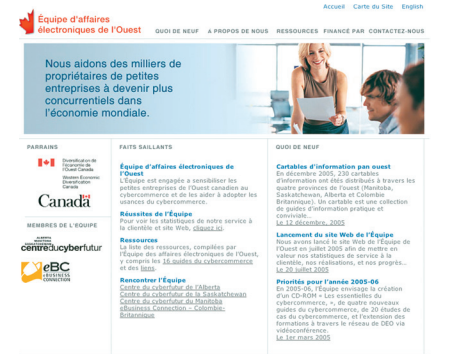 Accueil Carte du Site English
Équipe d'affaires
électroniques de l'Ouest
QUOI DE NEUF A PROPOS DE NOUS RESSOURCES FINANCÉ PAR CONTACTEZ-NOUS
Nous aidons des milliers de
propriétaires de petites
entreprises à devenir plus
concurrentiels dans
l'économie mondiale.
PARRAINS
Diversification de
l'économie de
l'Ouest Canada
Western Economic
Diversification
Canada
Canada
MEMBRES DE L'ÉQUIPE
ALBERTA
MANITOBA
SASKATCHEWAN
centreducyberfutur
eBC
eBUSINESS
CONNECTION
FAITS SAILLANTS
Équipe d'affaires électroniques de
l'Ouest
L'Équipe est engagée a sensibiliser les
petites entreprises de l'Ouest canadien au
cybercommerce et de les aider à adopter les
usances du cybercommerce.
Réussites de l'Équipe
Pour voir les statistiques de notre service à
la clientèle et site Web, cliquez ici.
Ressources
La liste des ressources, compilées par
l'Équipe des affaires électroniques de l'Ouest,
y compris les 16 guides du cybercommerce
et des liens.
Rencontrer l'Équipe
Centre du cyberfutur de l'Alberta
Centre du cyberfutur de la Saskatchewan
Centre du cyberfutur du Manitoba
eBusiness Connection – Colombie-
Britannique
QUOI DE NEUF
Cartables d'information pan ouest
En décembre 2005, 230 cartables
d'information ont étés distribués à travers les
quatre provinces de l'ouest (Manitoba,
Saskatchewan, Alberta et Colombie
Britannique). Un cartable est une collection
de guides d'information pratique et
conviviale..
Le 12 décembre, 2005
Lancement du site Web de l'Équipe
Nous avons lancé le site Web de l'Équipe de
l'Ouest en juillet 2005 afin de mettre en
valeur nos statistiques de service à la
clientèle, nos réalisations, et nos progrès...
Le 20 juillet 2005
Priorités pour l'année 2005-06
En 2005-06, l'Équipe envisage la création
d'un CD-ROM « Les essentielles du
cybercommerce, », de quatre nouveaux
guides du cybercommerce, de 20 études de
cas du cybercommerce, et l'extension des
formations à travers le réseau de DEO via
vidéoconférence.
Le 1er mars 2005